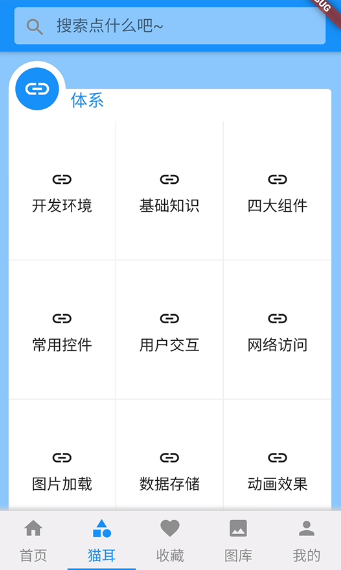 搜索点什么吧~
体系
开发环境 基础知识 四大组件
常用控件 用户交互 网络访问
图片加载 数据存储 动画效果
首页 猫耳 收藏 图库 我的